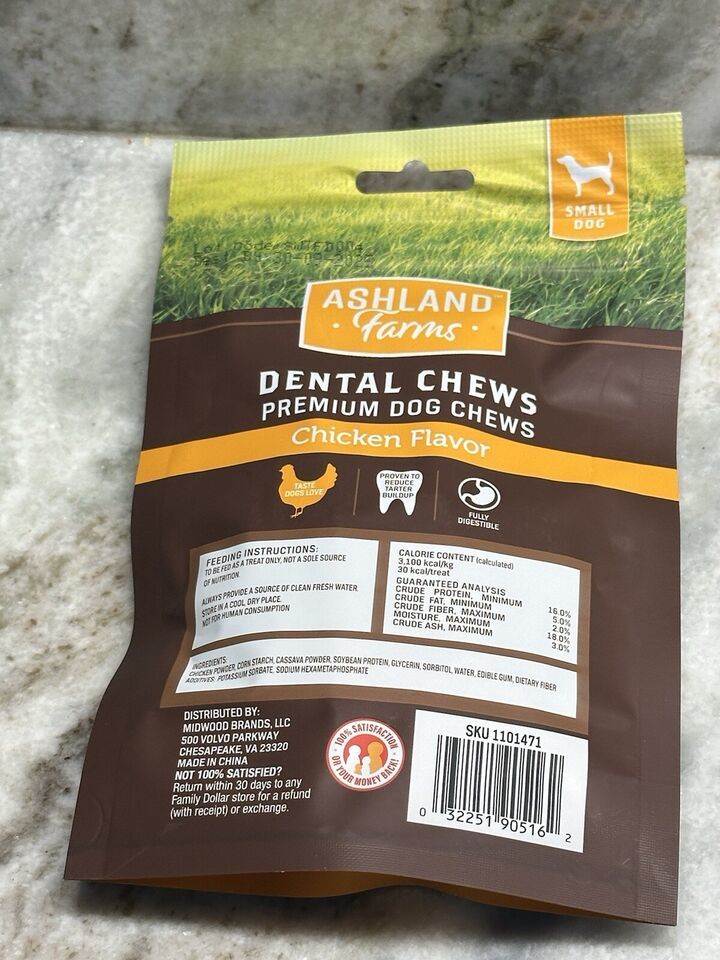 SMALL
DOG
Lot
ASHLAND™
Farms
DENTAL CHEWS
PREMIUM DOG CHEWS
Chicken Flavor
TASTE
DOGS LOVE
PROVEN TO
REDUCE
TARTER
BUILDUP
FULLY
DIGESTIBLE
FEEDING INSTRUCTIONS:
TO BE FED AS A TREAT ONLY, NOT A SOLE SOURCE
OF NUTRITION.
ALWAYS PROVIDE A SOURCE OF CLEAN FRESH WATER.
STORE IN A COOL DRY PLACE.
NOT FOR HUMAN CONSUMPTION
CALORIE CONTENT (calculated)
3,100 kcal/kg
30 kcal/treat
GUARANTEED ANALYSIS
CRUDE PROTEIN, MINIMUM 16.0%
CRUDE FAT, MINIMUM 5.0%
CRUDE FIBER, MAXIMUM 2.0%
MOISTURE, MAXIMUM 18.0%
CRUDE ASH, MAXIMUM 3.0%
INGREDIENTS:
CHICKEN POWDER, CORN STARCH, CASSAVA POWDER, SOYBEAN PROTEIN, GLYCERIN, SORBITOL, WATER, EDIBLE GUM, DIETARY FIBER
ADDITIVES: POTASSIUM SORBATE, SODIUM HEXAMETAPHOSPHATE
DISTRIBUTED BY:
MIDWOOD BRANDS, LLC
500 VOLVO PARKWAY
CHESAPEAKE, VA 23320
MADE IN CHINA
NOT 100% SATISFIED?
Return within 30 days to any
Family Dollar store for a refund
(with receipt) or exchange.
100% SATISFACTION
OR YOUR MONEY BACK!
SKU 1101471
0 32251 90516 2